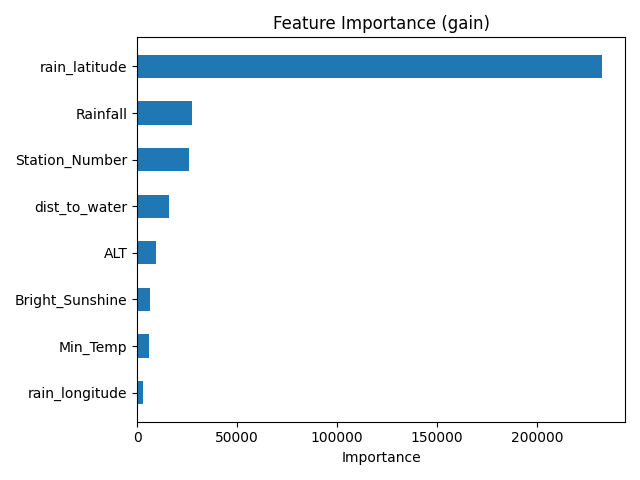 Feature Importance (gain)
rain_latitude
Rainfall
Station_Number
dist_to_water
ALT
Bright_Sunshine
Min_Temp
rain_longitude
0 50000 100000 150000 200000
Importance